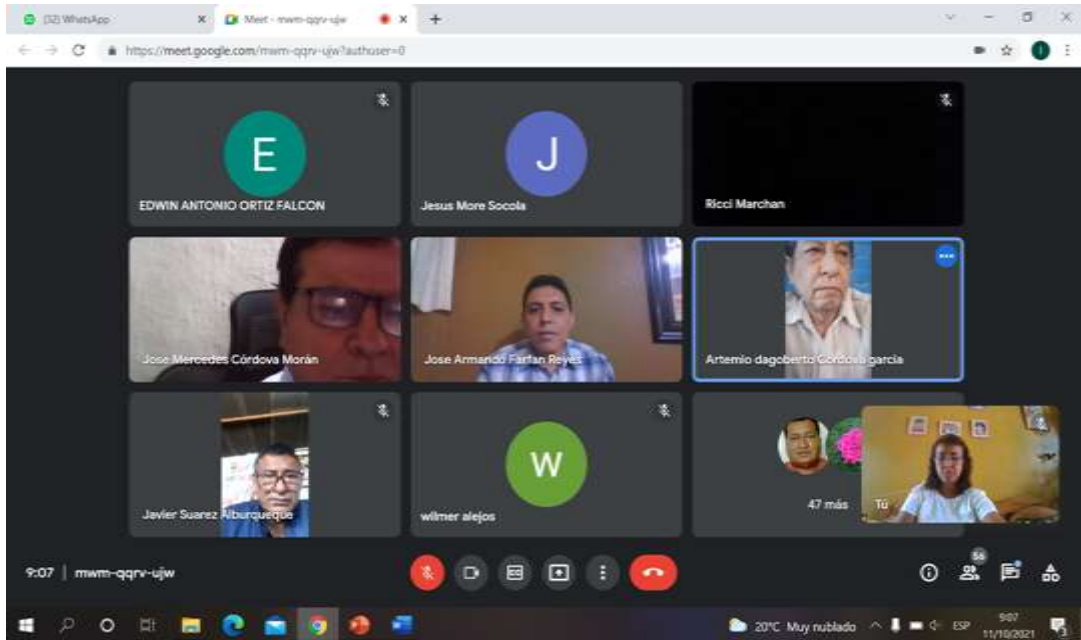 (32) WhatsApp
Meet - mwm-qqrv-ujw
https://meet.google.com/mwm-qqrv-ujw?authuser=0
I
E
EDWIN ANTONIO ORTIZ FALCON
J
Jesus More Socola
Ricci Marchan
Jose Mercedes Córdova Morán
Jose Armando Farfan Reyes
Artemio dagoberto Cordova garcia
Javier Suarez Alburqueque
W
wilmer alejos
47 más
Tú
9:07 | mwm-qqrv-ujw
CC
56
20°C Muy nublado
ESP
9:07
11/10/2021
3